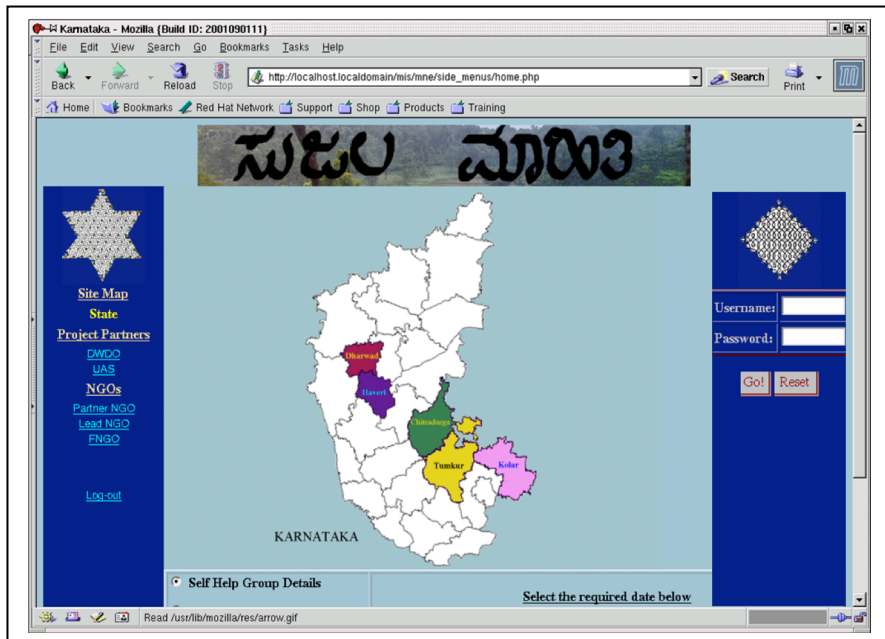 Karnataka - Mozilla {Build ID: 2001090111}
File Edit View Search Go Bookmarks Tasks Help
Back Forward Reload Stop http://localhost.localdomain/mis/mne/side_menus/home.php Search Print
Home Bookmarks Red Hat Network Support Shop Products Training
ಸುಜಲ ಮಾಹಿತಿ
Site Map
State
Project Partners
DWDO
UAS
NGOs
Partner NGO
Lead NGO
FNGO
Log-out
Dharwad
Haveri
Chitradurga
Tumkur
Kolar
KARNATAKA
Username:
Password:
Go! Reset
Self Help Group Details
Select the required date below
Read /usr/lib/mozilla/res/arrow.gif